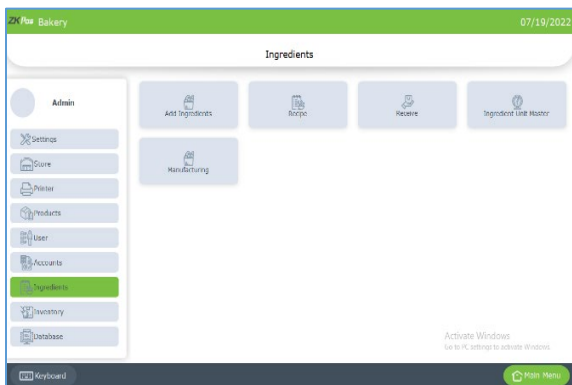 ZKPos Bakery
07/19/2022
Ingredients
Admin
Add Ingredients
Recipe
Receive
Ingredient Unit Master
Manufacturing
Settings
Store
Printer
Products
User
Accounts
Ingredients
Inventory
Database
Activate Windows
Go to PC settings to activate Windows.
Keyboard
Main Menu